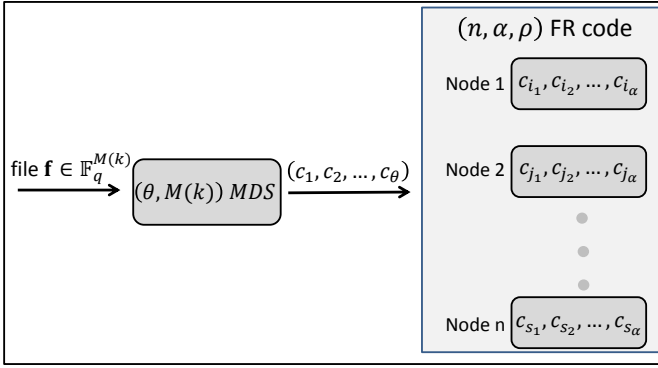 (n, α, ρ) FR code
Node 1
c_{i_1}, c_{i_2}, …, c_{i_α}
file f ∈ 𝔽_q^{M(k)}
(θ, M(k)) MDS
(c_1, c_2, …, c_θ)
Node 2
c_{j_1}, c_{j_2}, …, c_{j_α}
Node n
c_{s_1}, c_{s_2}, …, c_{s_α}